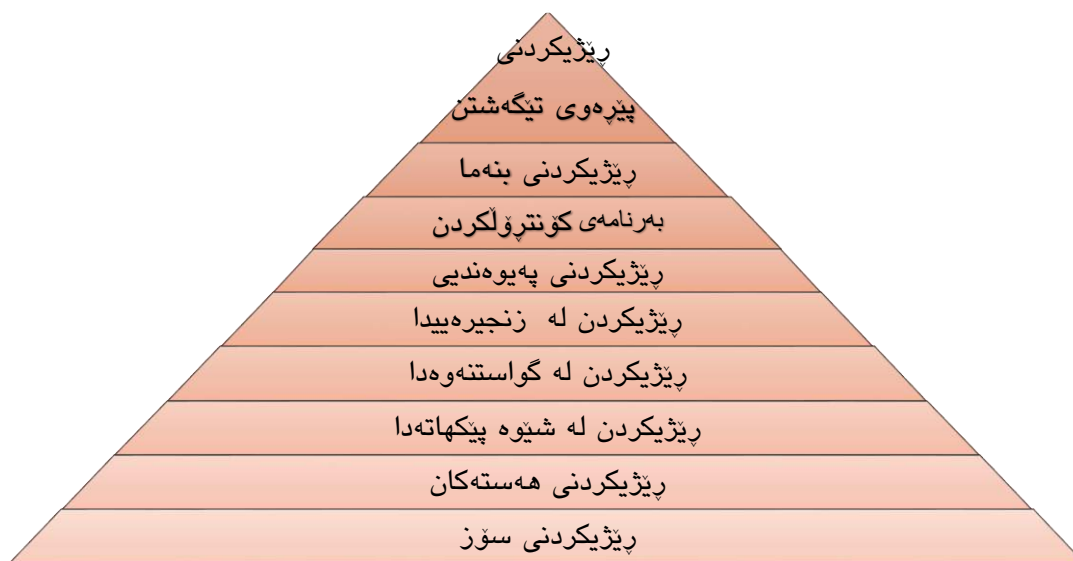 ڕێژیکردنی
پێڕەوی تێگەشتن
ڕێژیکردنی بنەما
بەرنامەی کۆنترۆڵکردن
ڕێژیکردنی پەیوەندیی
ڕێژیکردن لە زنجیرەییدا
ڕێژیکردن لە گواستنەوەدا
ڕێژیکردن لە شێوە پێکهاتەدا
ڕێژیکردنی هەستەکان
ڕێژیکردنی سۆز